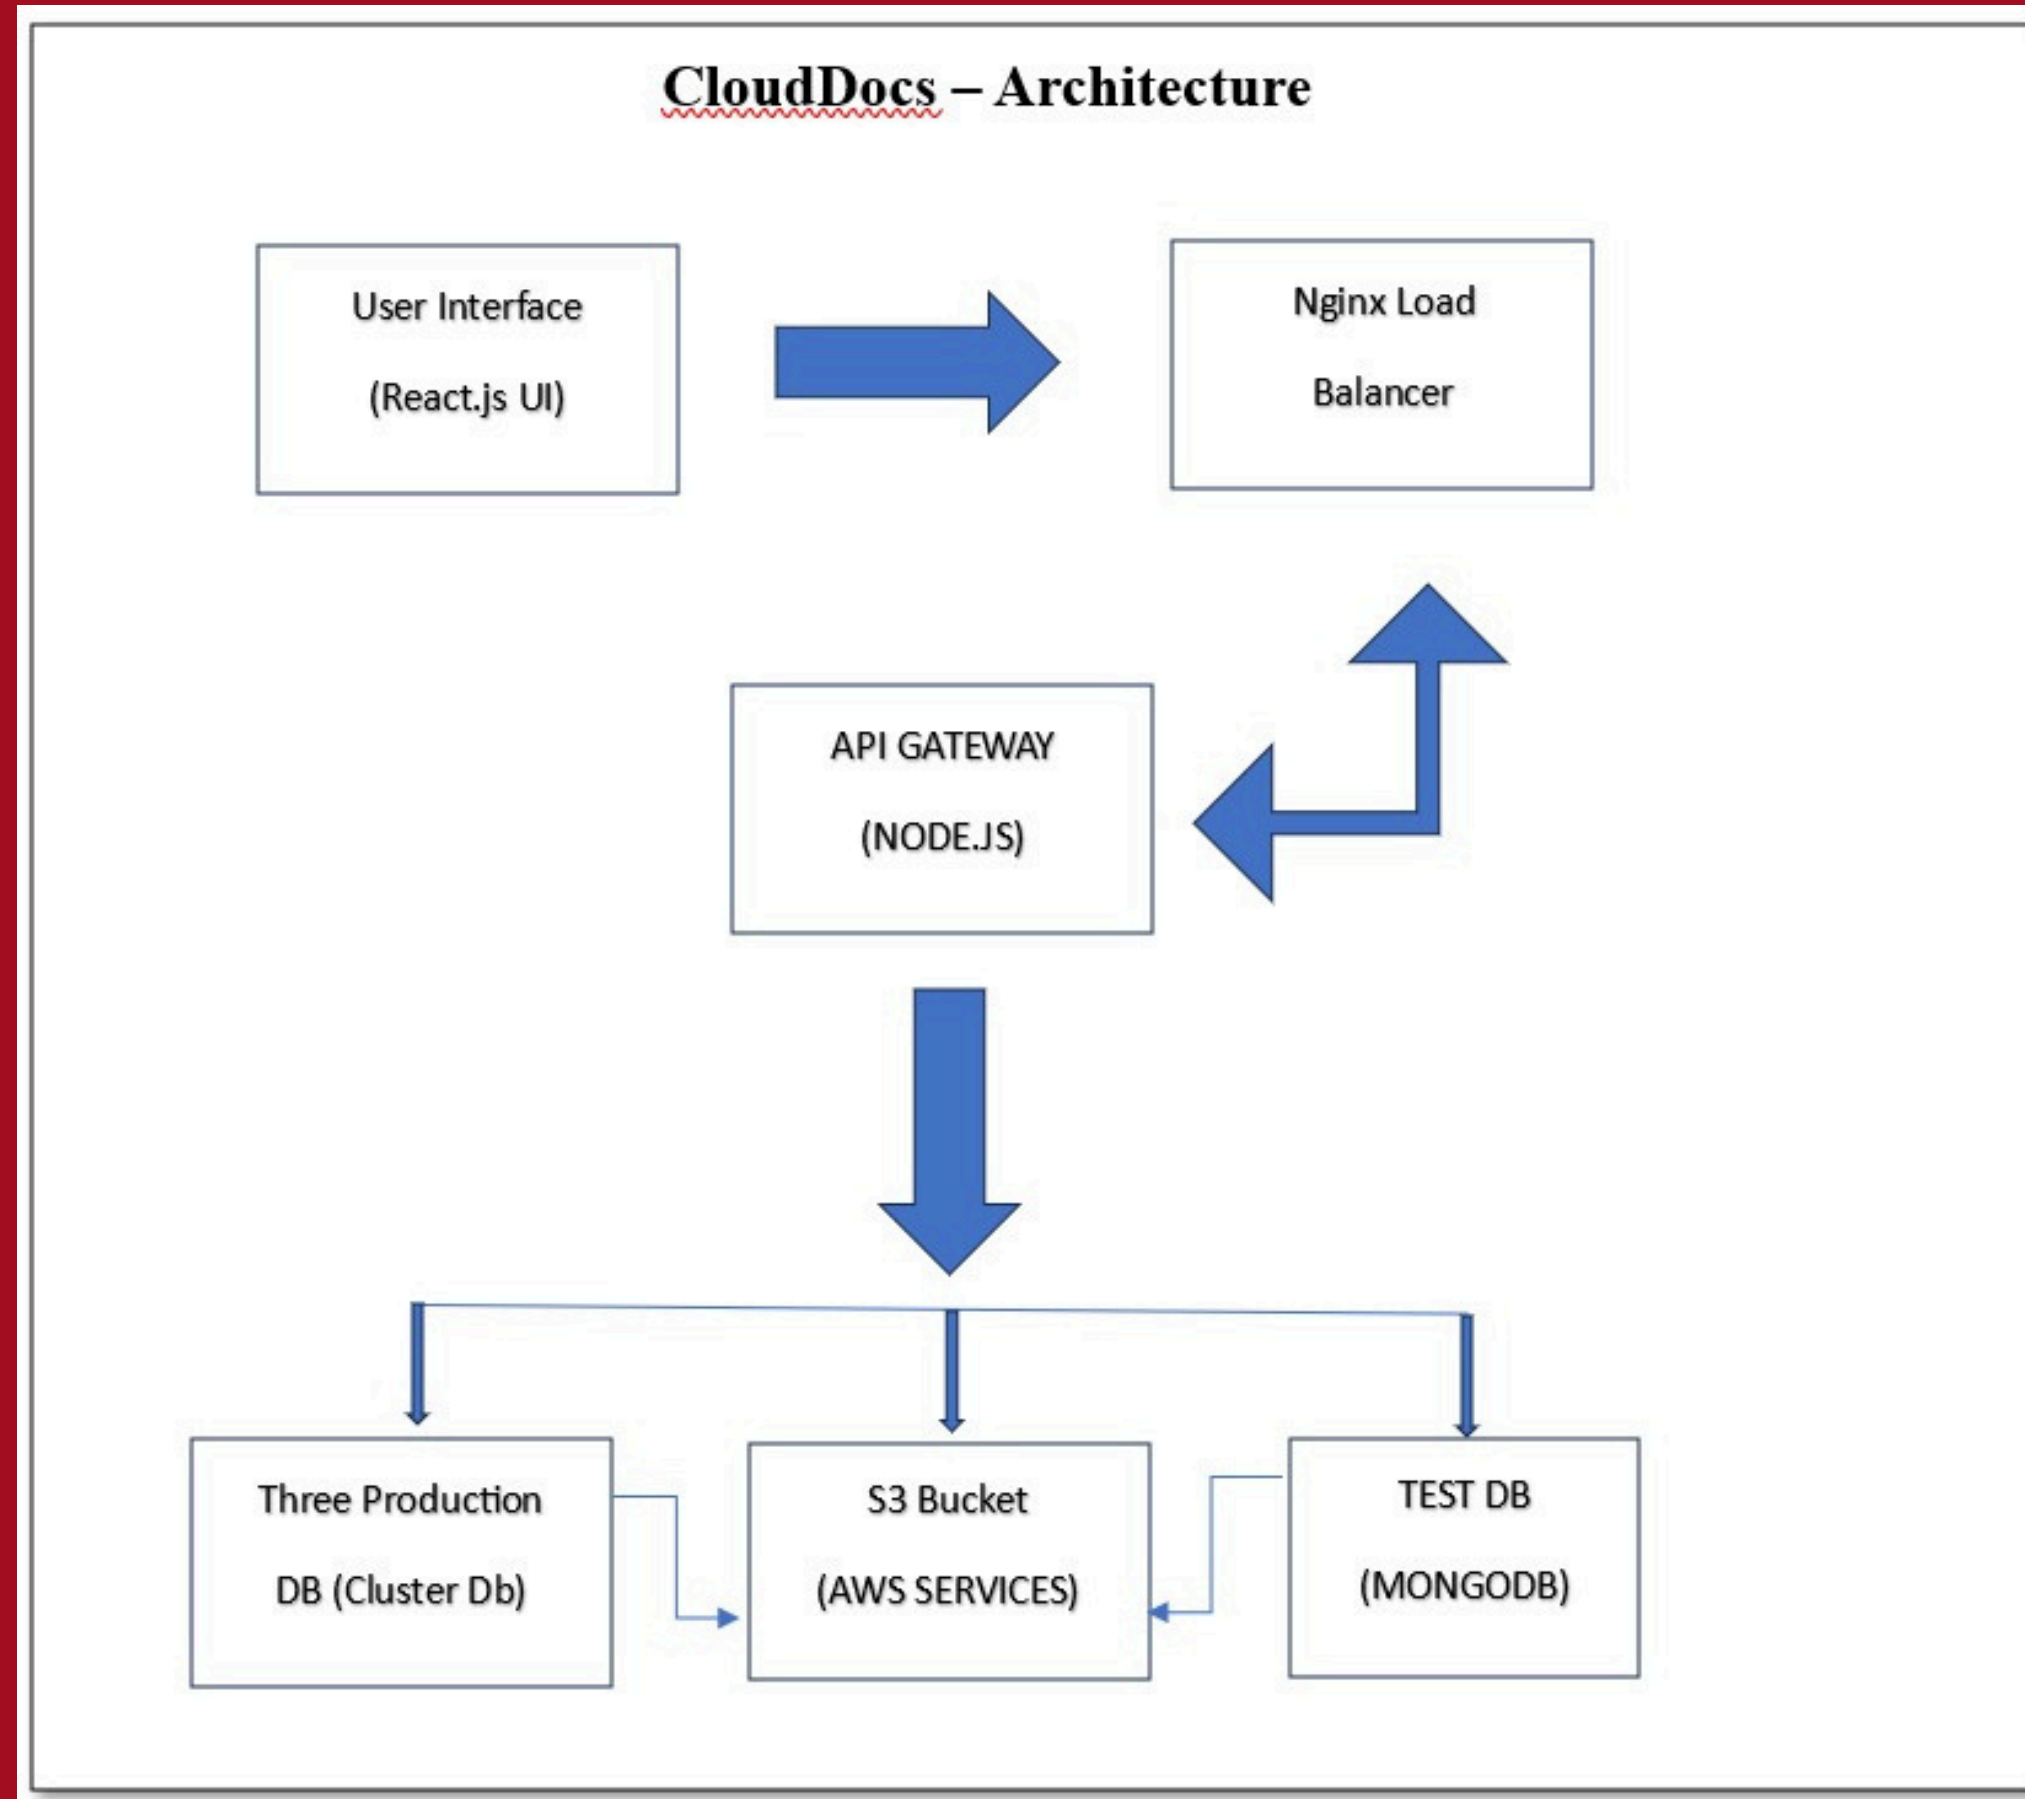 CloudDocs – Architecture
User Interface
(React.js UI)
Nginx Load
Balancer
API GATEWAY
(NODE.JS)
Three Production
DB (Cluster Db)
S3 Bucket
(AWS SERVICES)
TEST DB
(MONGODB)